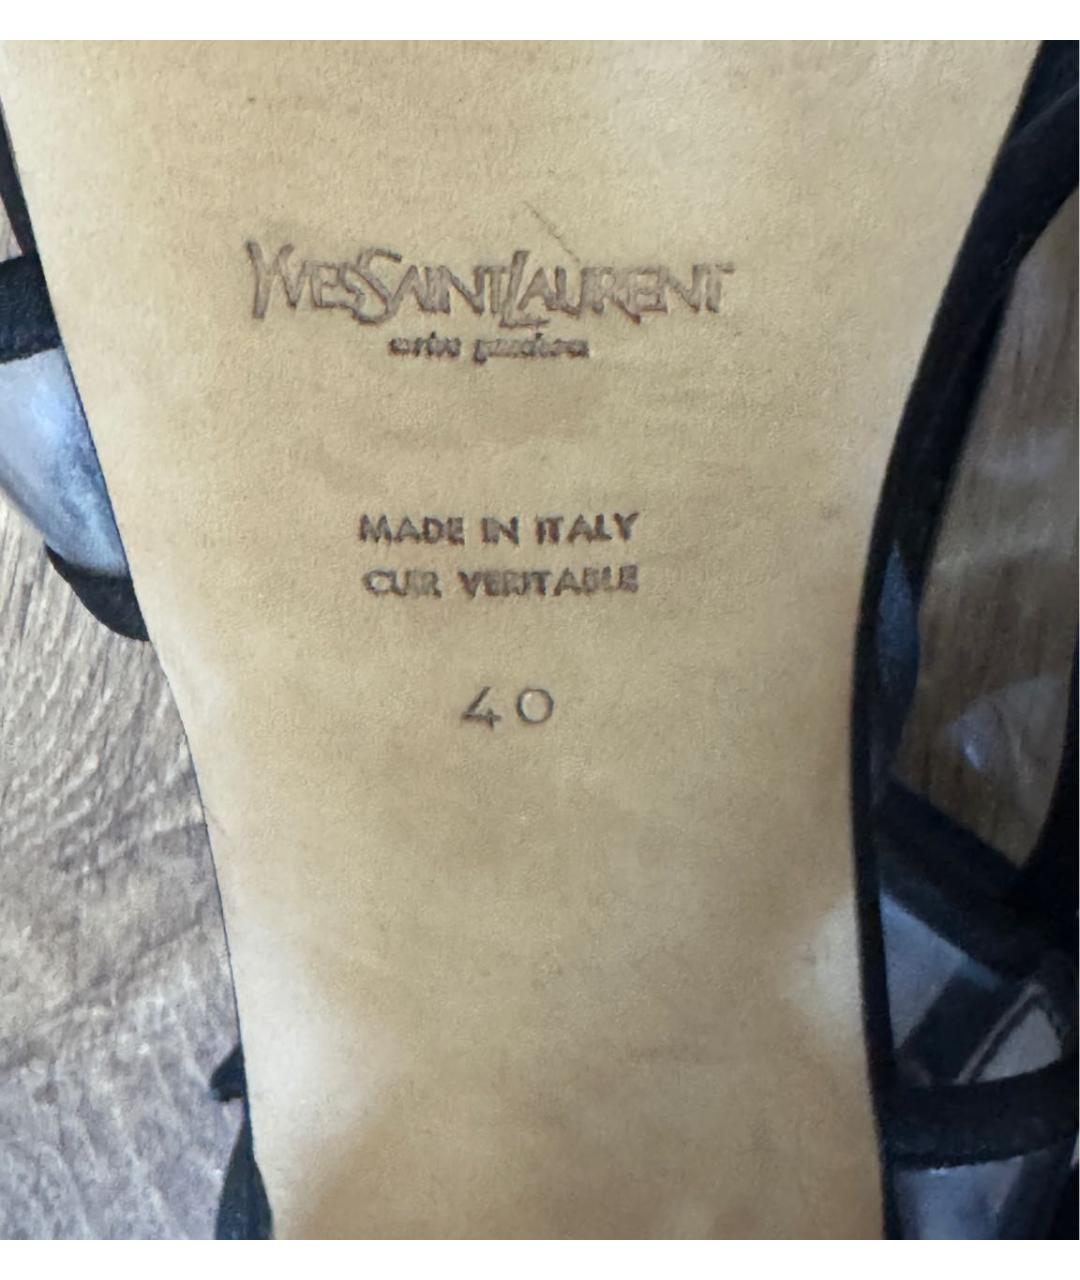 YVESSAINTLAURENT
MADE IN ITALY
CUIR VERITABLE
40